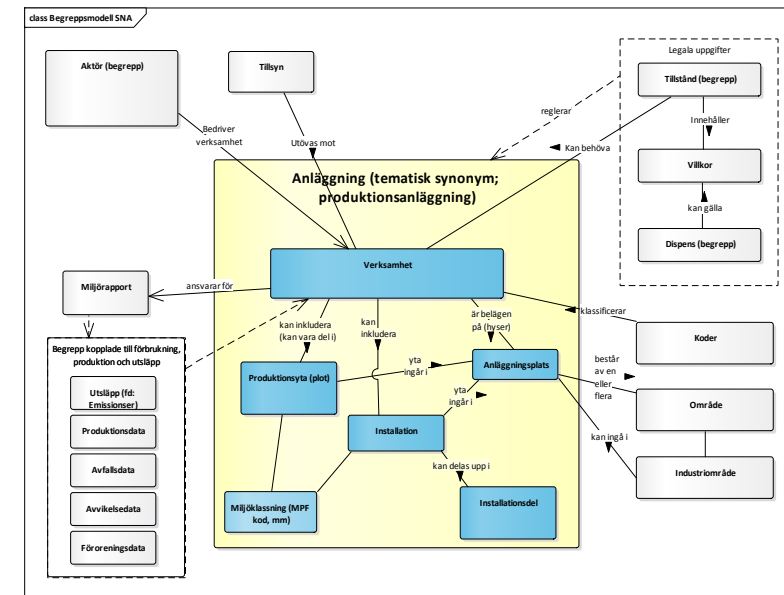 class Begreppsmodell SNA
Aktör (begrepp)
Tillsyn
Legala uppgifter
Tillstånd (begrepp)
reglerar
Innehåller
Bedriver
verksamhet
Utövas mot
Kan behöva
Villkor
Anläggning (tematisk synonym;
produktionsanläggning)
kan gälla
Dispens (begrepp)
Verksamhet
Miljörapport
ansvarar för
klassificerar
kan inkludera
(kan vara del i)
kan
inkludera
är belägen
på (hyser)
Koder
Begrepp kopplade till förbrukning,
produktion och utsläpp
Produktionsyta (plot)
yta
ingår i
Anläggningsplats
består
av en
eller
flera
Utsläpp (fd:
Emissionser)
yta
ingår i
Område
Produktionsdata
Installation
kan ingå i
Avfallsdata
kan delas upp i
Industriområde
Avvikelsedata
Miljöklassning (MPF
kod, mm)
Installationsdel
Föroreningsdata